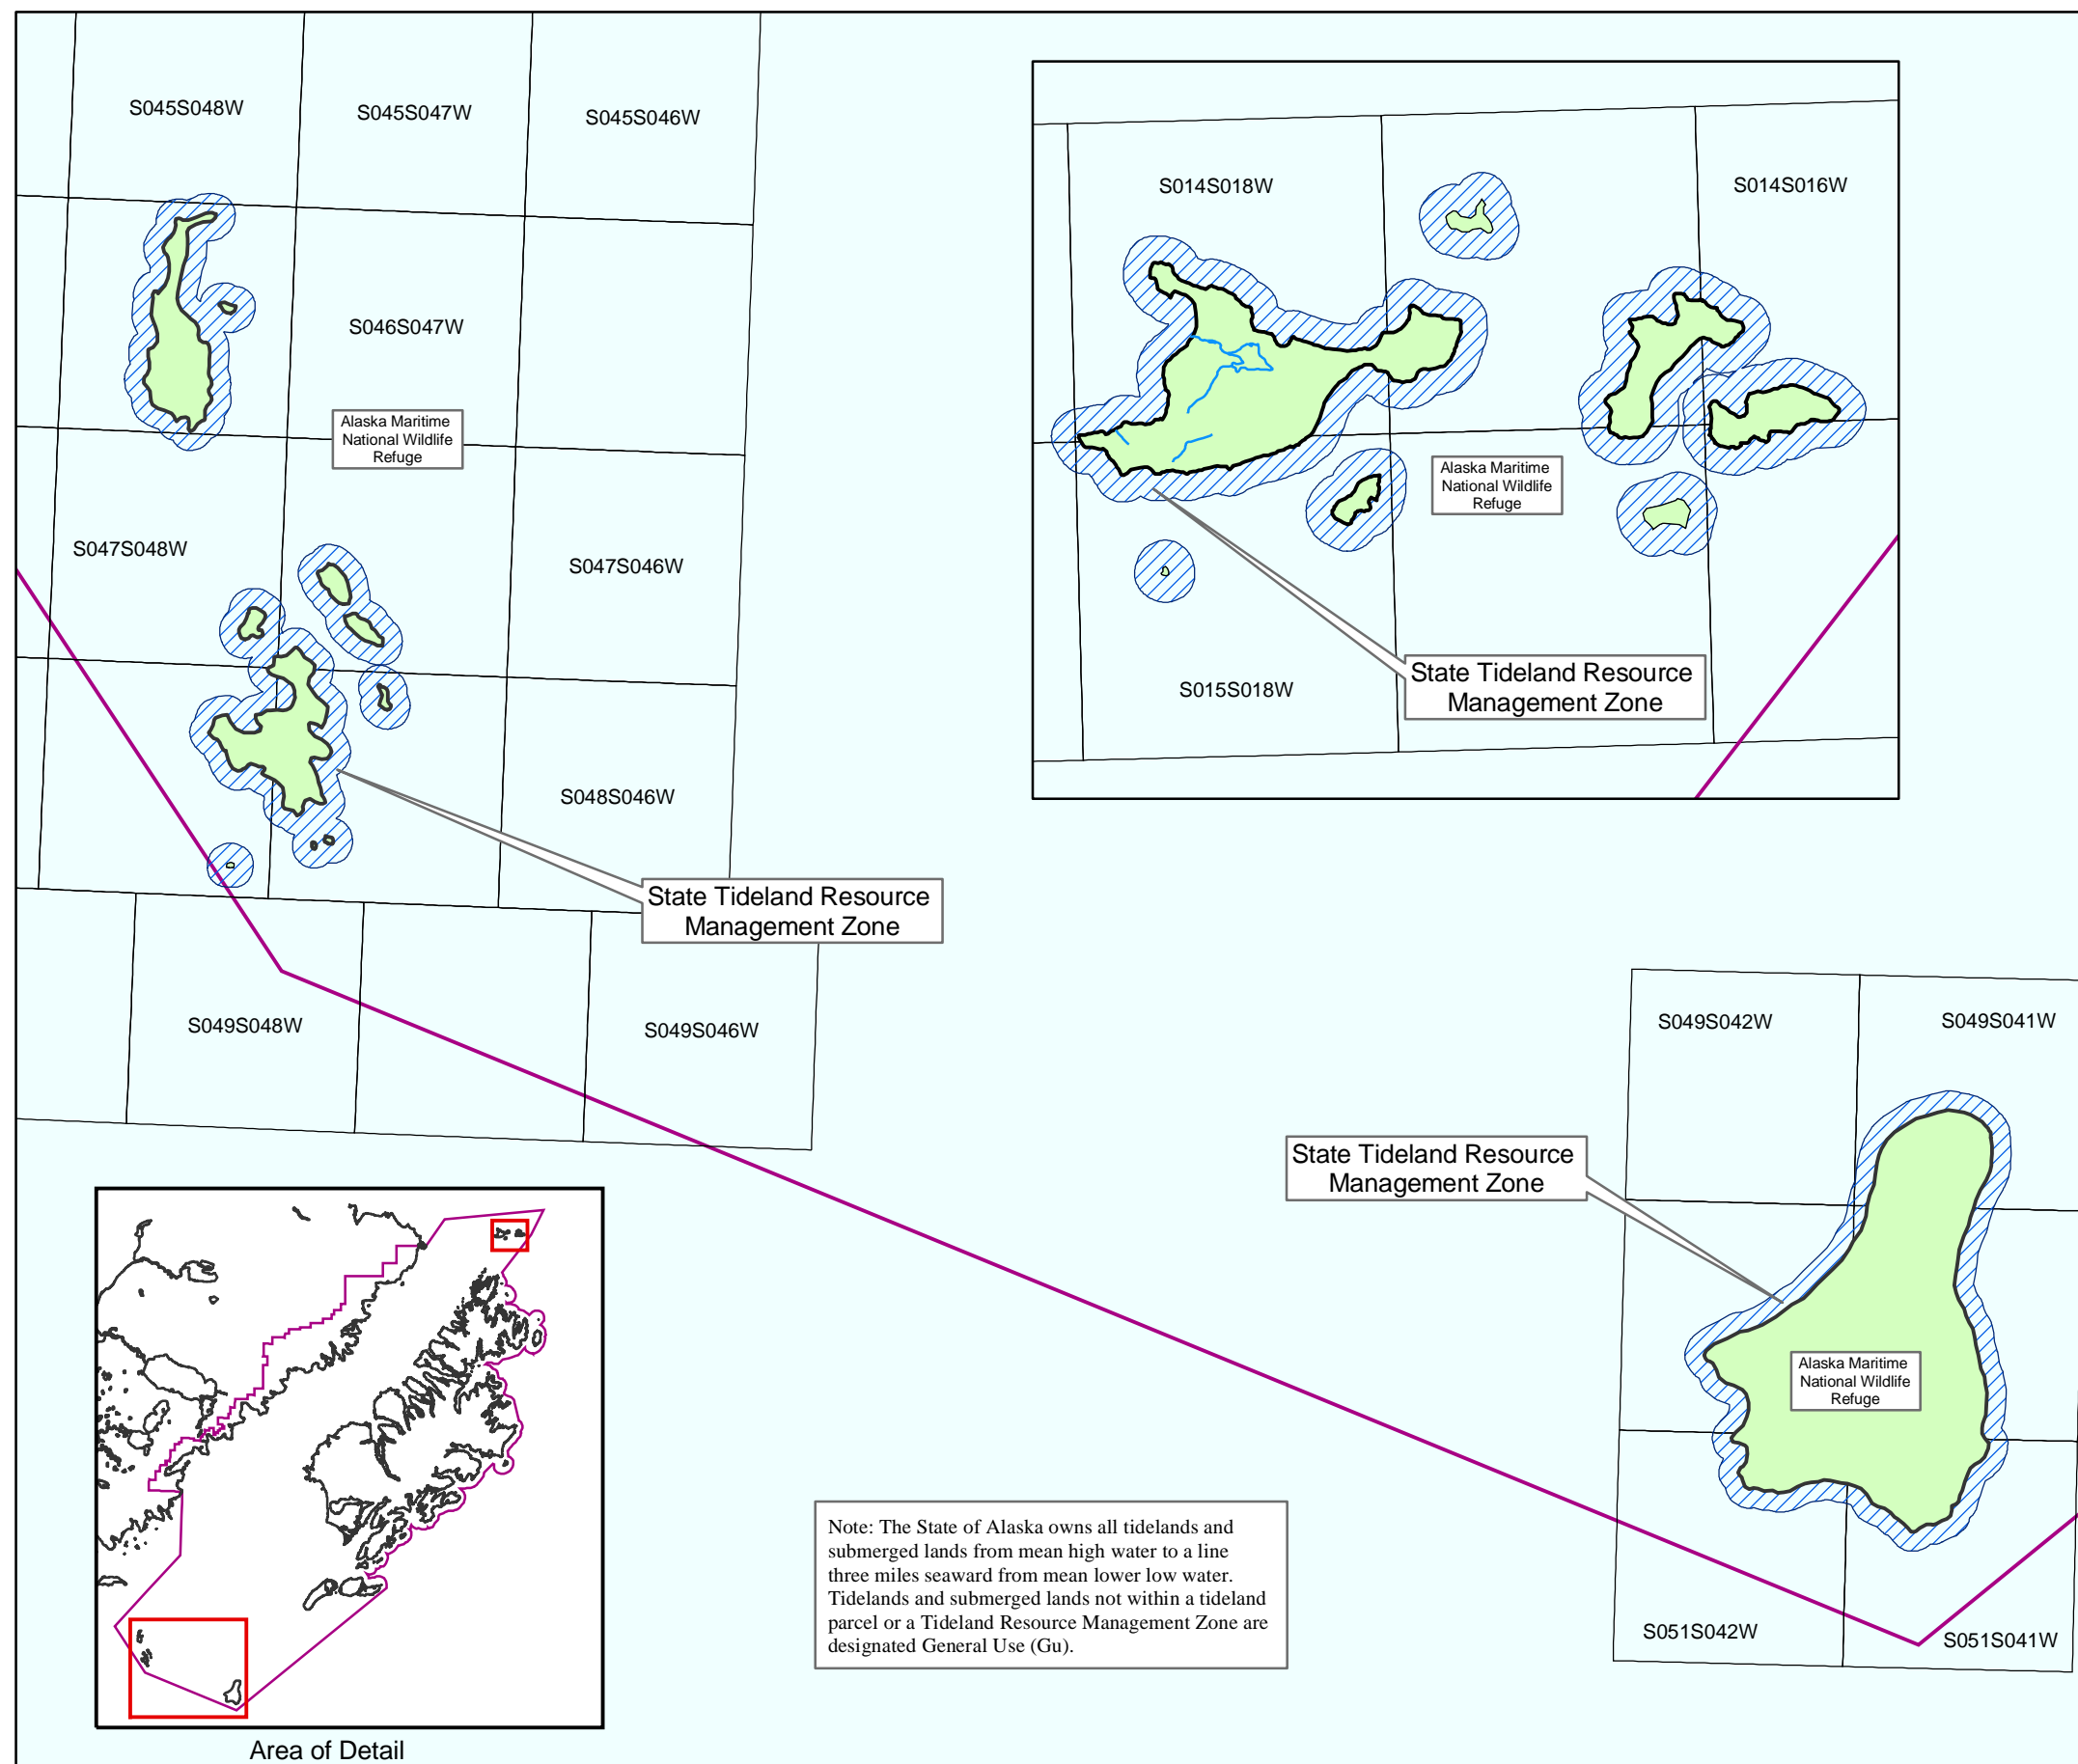 S045S048W
S045S047W
S045S046W
S046S047W
Alaska Maritime
National Wildlife
Refuge
S047S048W
S047S046W
S048S046W
State Tideland Resource
Management Zone
S049S048W
S049S046W
S014S018W
S014S016W
Alaska Maritime
National Wildlife
Refuge
State Tideland Resource
Management Zone
S015S018W
S049S042W
S049S041W
State Tideland Resource
Management Zone
Alaska Maritime
National Wildlife
Refuge
S051S042W
S051S041W
Note: The State of Alaska owns all tidelands and
submerged lands from mean high water to a line
three miles seaward from mean lower low water.
Tidelands and submerged lands not within a tideland
parcel or a Tideland Resource Management Zone are
designated General Use (Gu).
Area of Detail